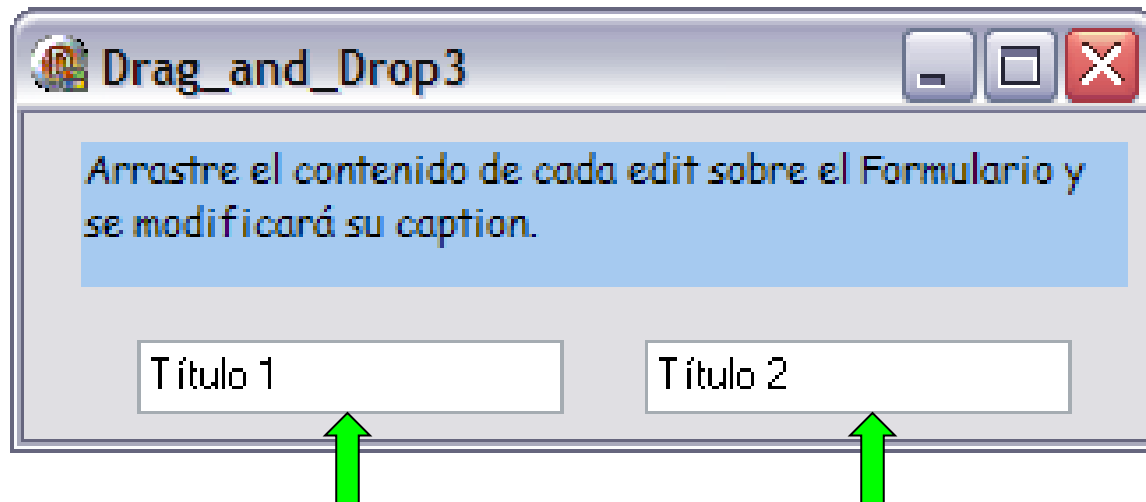 Drag_and_Drop3
Arrastre el contenido de cada edit sobre el Formulario y
se modificará su caption.
Título 1
Título 2